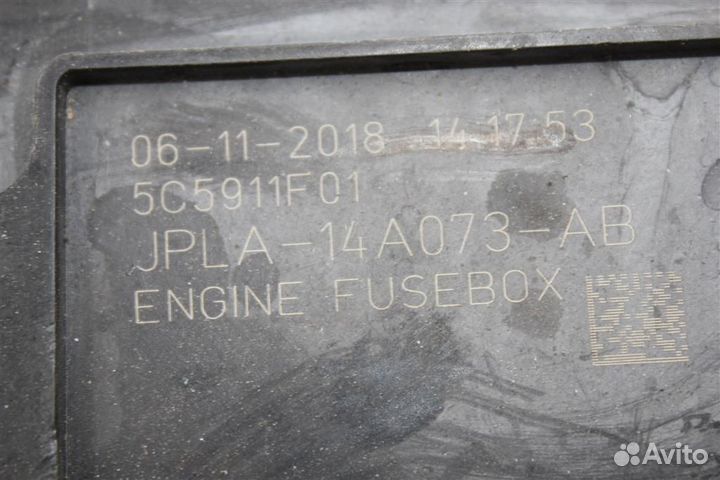 06-11-2018 14:17:53
5C5911F01
JPLA-14A073-AB
ENGINE FUSEBOX
Avito